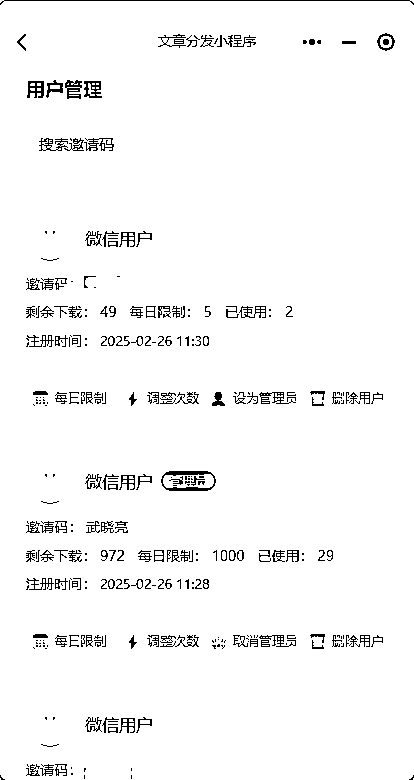 文章分发小程序
用户管理
搜索邀请码
微信用户
邀请码:
剩余下载: 49 每日限制: 5 已使用: 2
注册时间: 2025-02-26 11:30
每日限制 调整次数 设为管理员 删除用户
微信用户 管理员
邀请码: 武晓亮
剩余下载: 972 每日限制: 1000 已使用: 29
注册时间: 2025-02-26 11:28
每日限制 调整次数 取消管理员 删除用户
微信用户
邀请码: